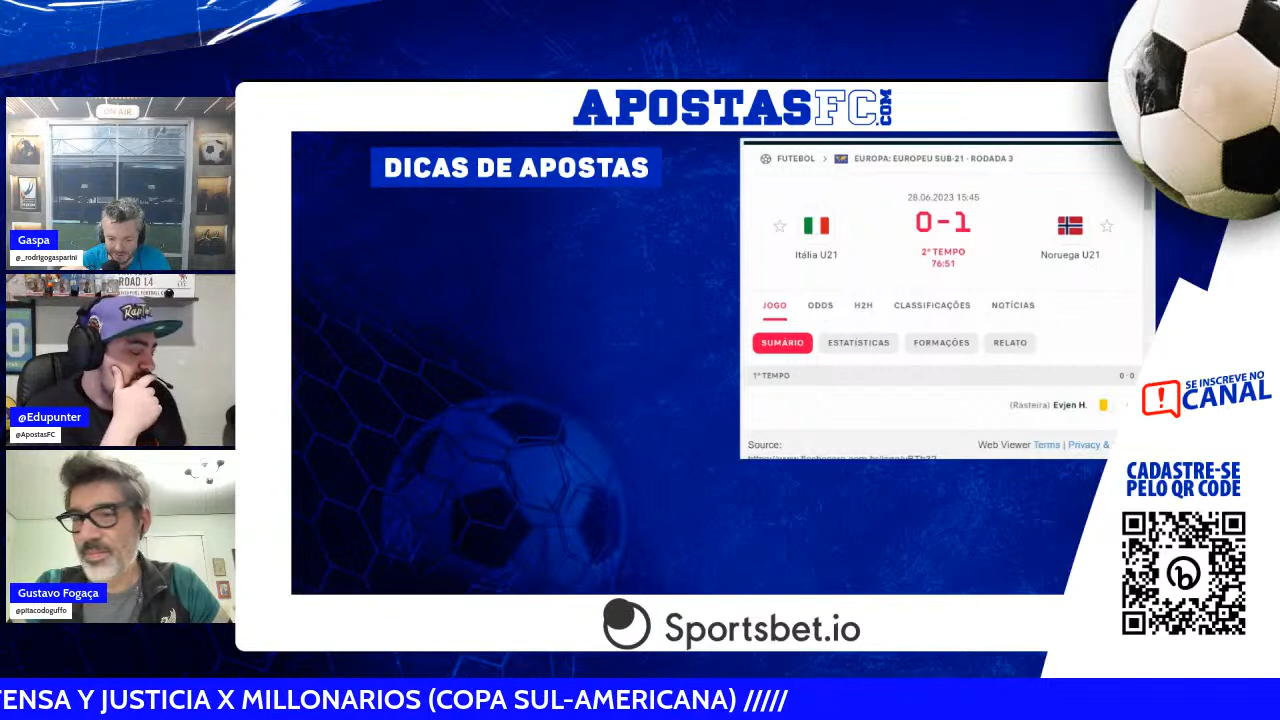 ON AIR
Gaspa
@_rodrigogasparini
ROAD L4
@Edupunter
@ApostasFC
Gustavo Fogaça
@pitacodoguffo
APOSTASFC.COM
DICAS DE APOSTAS
FUTEBOL > EUROPA: EUROPEU SUB-21 - RODADA 3
28.06.2023 15:45
0-1
Itália U21
2º TEMPO
76:51
Noruega U21
JOGO ODDS H2H CLASSIFICAÇÕES NOTÍCIAS
SUMÁRIO ESTATÍSTICAS FORMAÇÕES RELATO
1º TEMPO 0 - 0
(Rasteira) Evjen H.
Source: Web Viewer Terms | Privacy &
SE INSCREVE NO
CANAL
CADASTRE-SE
PELO QR CODE
Sportsbet.io
TENSA Y JUSTICIA X MILLONARIOS (COPA SUL-AMERICANA) /////